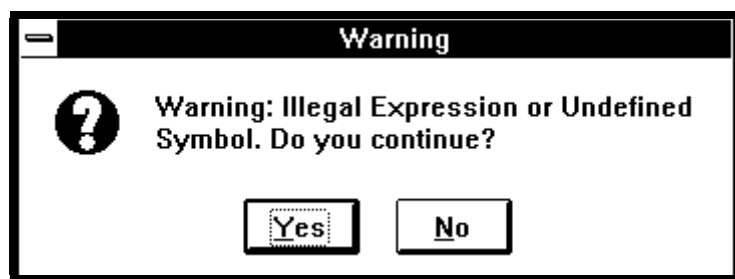 Warning
Warning: Illegal Expression or Undefined
Symbol. Do you continue?
Yes No